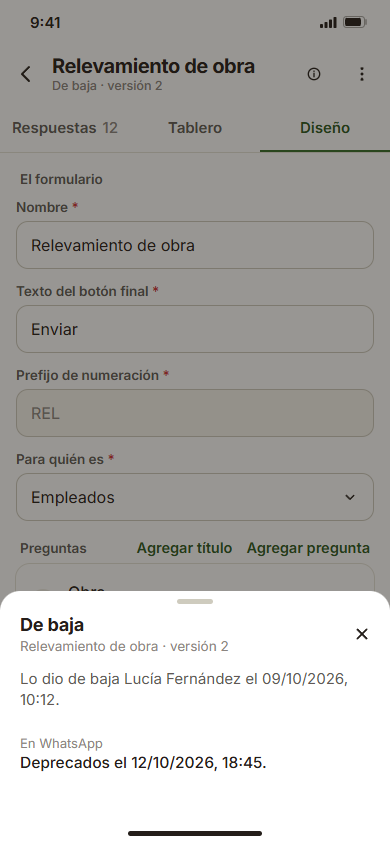 9:41
Relevamiento de obra
De baja · versión 2
Respuestas 12
Tablero
Diseño
El formulario
Nombre *
Relevamiento de obra
Texto del botón final *
Enviar
Prefijo de numeración *
REL
Para quién es *
Empleados
Preguntas
Agregar título
Agregar pregunta
Obra
De baja
Relevamiento de obra · versión 2
Lo dio de baja Lucía Fernández el 09/10/2026,
10:12.
En WhatsApp
Deprecados el 12/10/2026, 18:45.